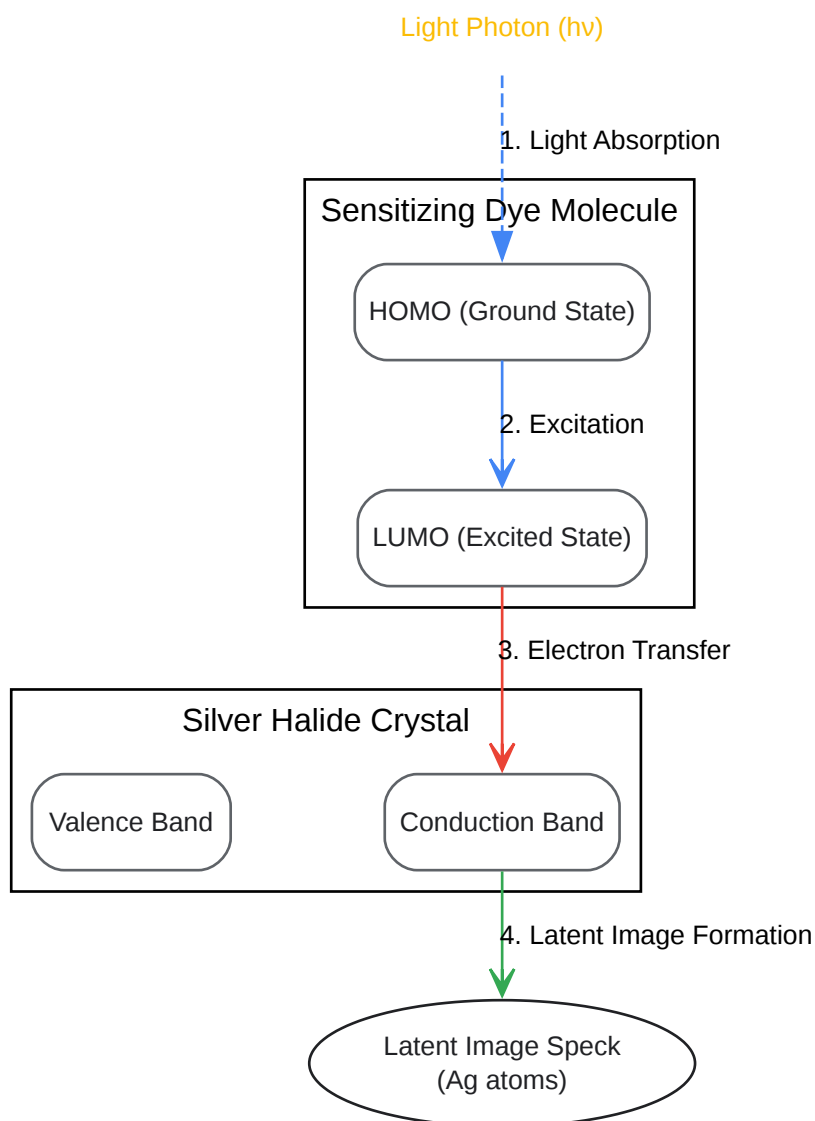 Light Photon (hν)
1. Light Absorption
Sensitizing Dye Molecule
HOMO (Ground State)
2. Excitation
LUMO (Excited State)
3. Electron Transfer
Silver Halide Crystal
Valence Band
Conduction Band
4. Latent Image Formation
Latent Image Speck
(Ag atoms)